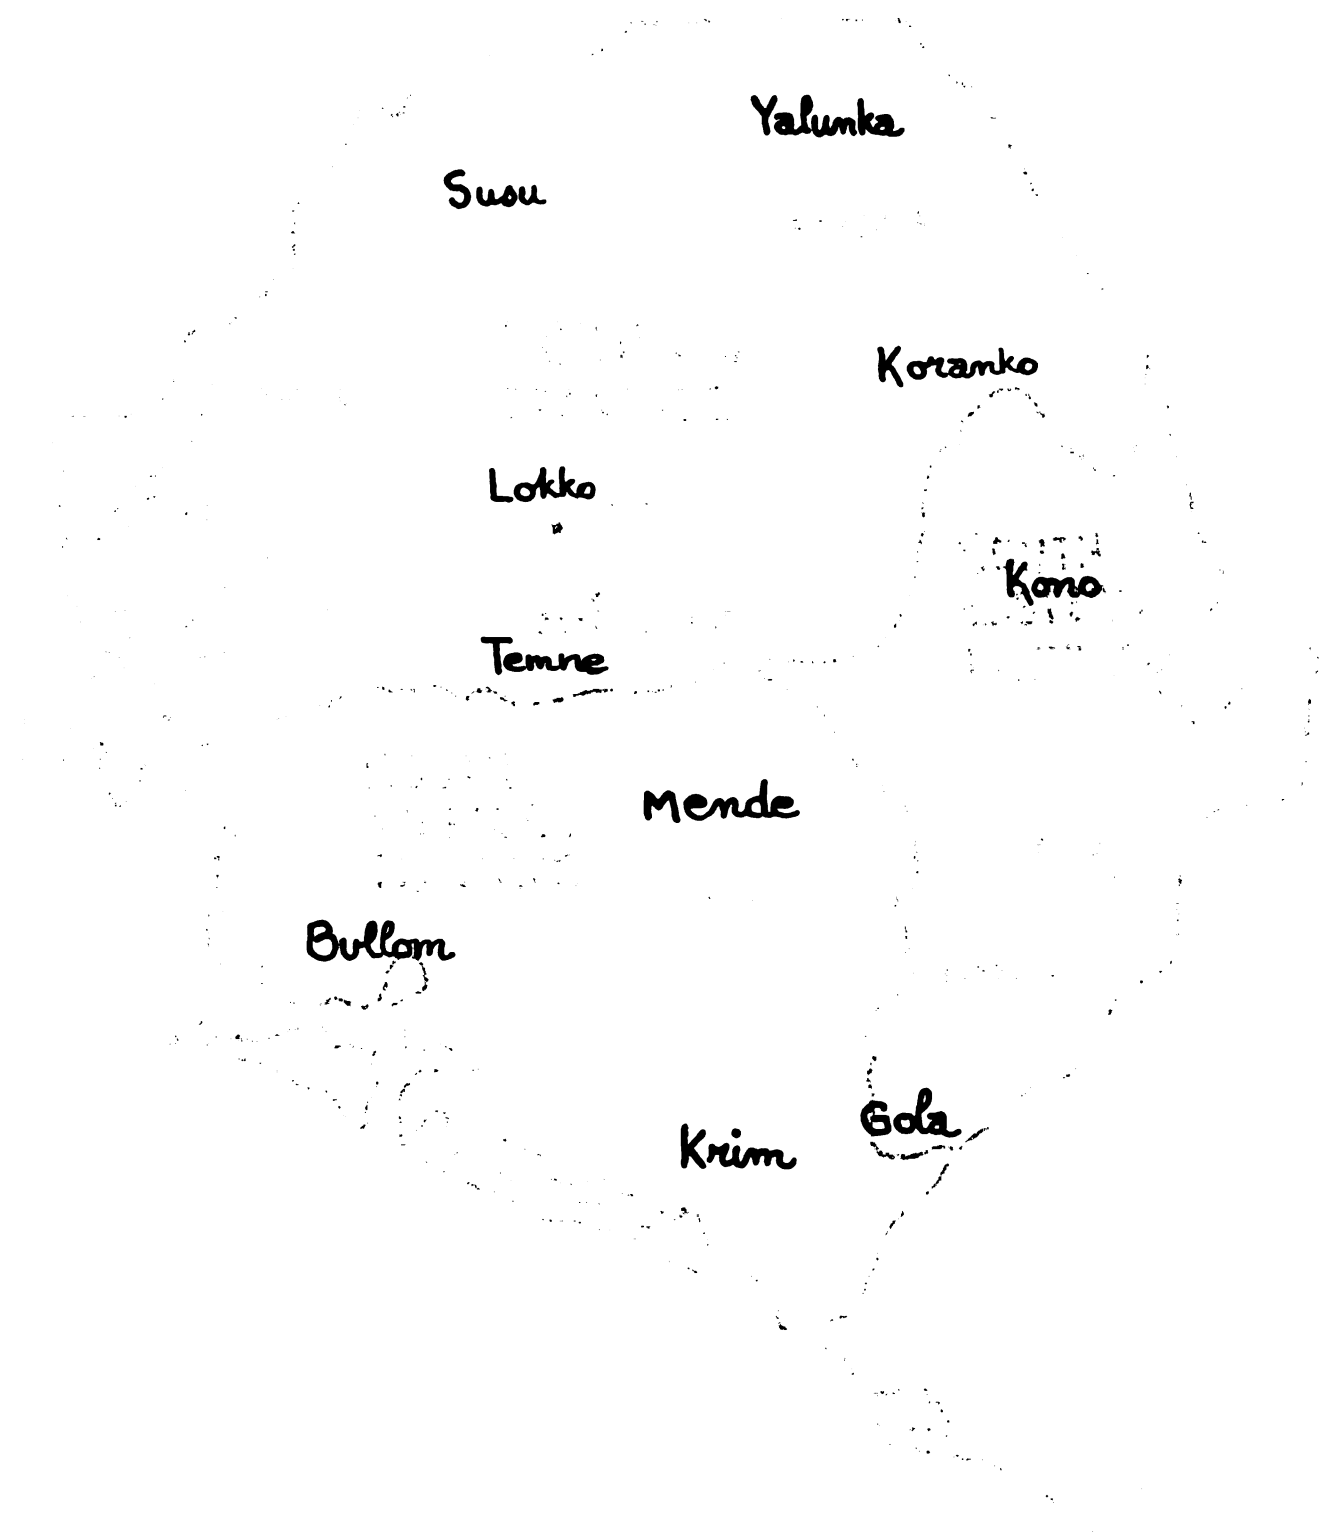 Yalunka
Susu
Koranko
Lokko
Kono
Temne
Mende
Bullom
Gola
Krim